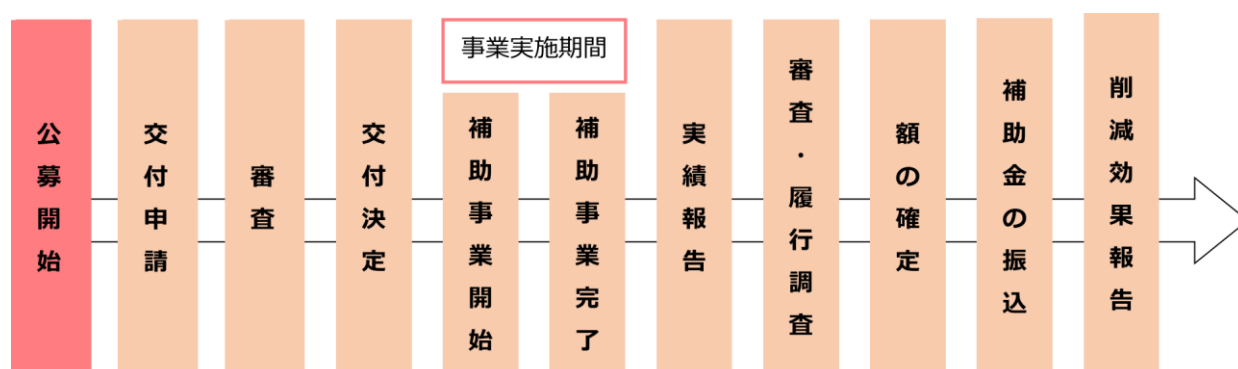 公募開始
交付申請
審査
交付決定
事業実施期間
補助事業開始
補助事業完了
実績報告
審査・履行調査
額の確定
補助金の振込
削減効果報告